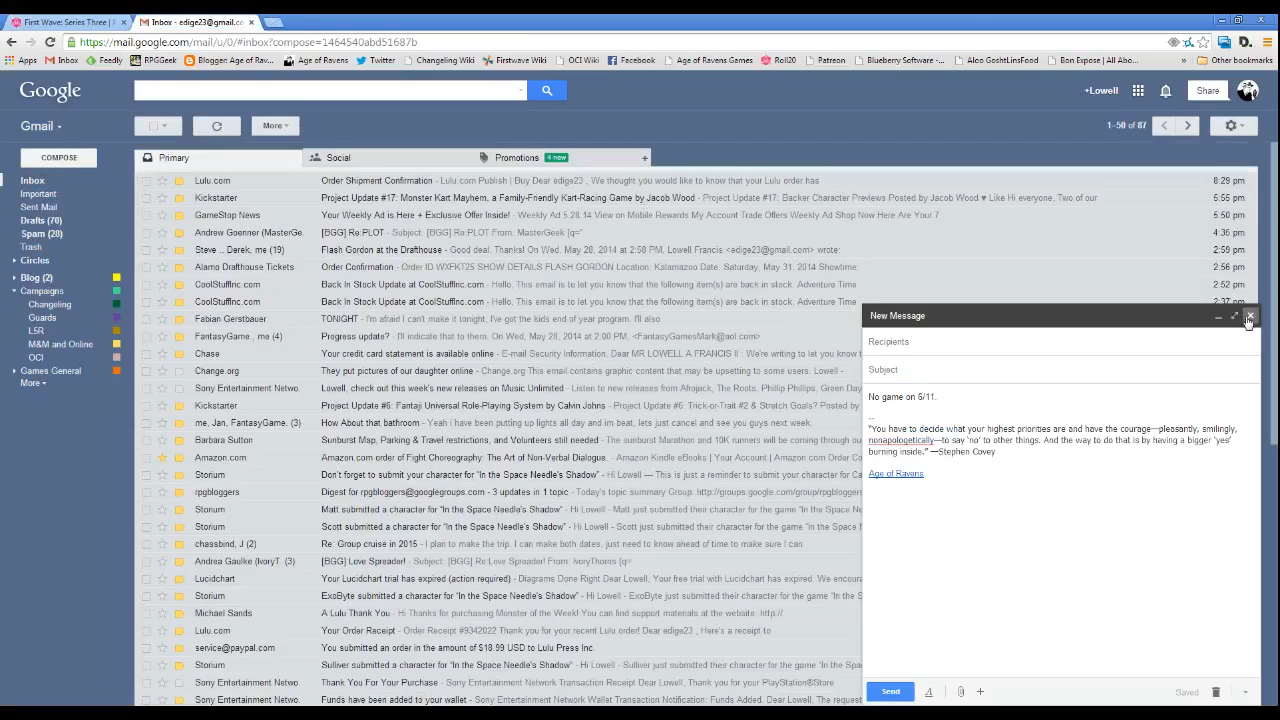 First Wave: Series Three |
Inbox - edige23@gmail.co
https://mail.google.com/mail/u/0/#inbox?compose=1464540abd51687b
Apps Inbox Feedly RPGGeek Bloggen Age of Rav... Age of Ravens Twitter Changeling Wiki Firstwave Wiki OCI Wiki Facebook Age of Ravens Games Roll20 Patreon Blueberry Software -... Aloo GoshtLinsFood Bon Expose | All Abo... Other bookmarks
Google
+Lowell Share
Gmail
More
1–50 of 87
COMPOSE
Primary
Social
Promotions 4 new
+
Inbox
Important
Sent Mail
Drafts (70)
Spam (28)
Trash
Circles
Blog (2)
Campaigns
Changeling
Guards
L5R
M&M and Online
OCI
Games General
More
Lulu.com Order Shipment Confirmation - Lulu.com Publish | Buy Dear edige23 , We thought you would like to know that your Lulu order has 8:29 pm
Kickstarter Project Update #17: Monster Kart Mayhem, a Family-Friendly Kart-Racing Game by Jacob Wood - Project Update #17: Backer Character Previews Posted by Jacob Wood ♥ Like Hi everyone, Two of our 5:55 pm
GameStop News Your Weekly Ad is Here + Exclusive Offer Inside! - Weekly Ad 5.28.14 View on Mobile Rewards My Account Trade Offers Weekly Ad Shop Now Here are Your 7 5:50 pm
Andrew Goenner (MasterGe. [BGG] Re:PLOT - Subject: [BGG] Re:PLOT From: MasterGeek [q=" 4:35 pm
Steve .. Derek, me (19) Flash Gordon at the Drafthouse - Good deal. Thanks! On Wed, May 28, 2014 at 2:58 PM, Lowell Francis <edige23@gmail.com> wrote: 2:59 pm
Alamo Drafthouse Tickets Order Confirmation - Order ID WXFKT25 SHOW DETAILS FLASH GORDON Location: Kalamazoo Date: Saturday, May 31, 2014 Showtime: 2:56 pm
CoolStuffInc.com Back In Stock Update at CoolStuffInc.com - Hello, This email is to let you know that the following item(s) are back in stock. Adventure Time 2:52 pm
CoolStuffInc.com Back In Stock Update at CoolStuffInc.com - Hello, This email is to let you know that the following item(s) are back in stock. Adventure Time 2:37 pm
Fabian Gerstbauer TONIGHT - I'm afraid I can't make it tonight, I've got the kids end of year program. I'll also
FantasyGame., me (4) Progress update? - I'll indicate that to them. On Wed, May 28, 2014 at 2:00 PM, <FantasyGamesMark@aol.com> wrote:
Chase Your credit card statement is available online - E-mail Security Information. Dear MR LOWELL A FRANCIS II : We're writing to let you know
Change.org They put pictures of our daughter online - Change.org This email contains graphic content that may be upsetting to some users. Lowell -
Sony Entertainment Netwo. Lowell, check out this week's new releases on Music Unlimited - Listen to new releases from Afrojack, The Roots, Phillip Phillips, Green Day
Kickstarter Project Update #6: Fantaji Universal Role-Playing System by Calvin Johns - Project Update #6: Trick-or-Trait #2 & Stretch Goals? Posted by
me, Jan, FantasyGame. (3) How About that bathroom - Yeah i have been putting up lights all day and im beat, lets say tomorrow,
Barbara Sutton Sunburst Map, Parking & Travel restrictions, and Volunteers still needed - The Sunburst Marathon and 10K runners will be coming through our
Amazon.com Amazon.com order of Fight Choreography: The Art of Non-Verbal Dialogue. - Amazon Kindle eBooks | Your Account | Amazon.com
Storium Don't forget to submit your character for "In the Space Needle's Shadow" - Hi Lowell - This is just a reminder to submit
rpgbloggers Digest for rpgbloggers@googlegroups.com - 3 updates in 1 topic - Today's topic summary Group: http://groups.google.com/group/rpgbloggers
Storium Matt submitted a character for "In the Space Needle's Shadow" - Hi Lowell - Matt just submitted their character for the game "In
Storium Scott submitted a character for "In the Space Needle's Shadow" - Hi Lowell - Scott just submitted their character for the game
chassbind, J (2) Re: Group cruise in 2015 - I plan to make the trip. I can make both dates, just need to know ahead of time to make sure I can
Andrea Gaulke (IvoryT (3) [BGG] Love Spreader! - Subject: [BGG] Re:Love Spreader! From: IvoryThorns [q=
Lucidchart Your Lucidchart trial has expired (action required) - Diagrams Done Right Dear Lowell, Your free trial with Lucidchart
Storium ExoByte submitted a character for "In the Space Needle's Shadow" - Hi Lowell - ExoByte just submitted their character for the
Michael Sands A Lulu Thank You - Hi Thanks for purchasing Monster of the Week! You can find support materials at the website. http://
Lulu.com Your Order Receipt - Order Receipt #9342022 Thank you for your recent Lulu order! Dear edige23 , Here's a receipt to
service@paypal.com You submitted an order in the amount of $18.99 USD to Lulu Press Inc.
Storium Sulliver submitted a character for "In the Space Needle's Shadow" - Hi Lowell - Sulliver just submitted their character for the
Sony Entertainment Netwo. Thank You For Your Purchase - Dear Lowell, Thank you for your order from the PlayStation®Store
Sony Entertainment Netwo. Funds have been added to your wallet - Transaction Notification: Funds Added. Dear Lowell, The following
New Message
Recipients
Subject
No game on 6/11.
--
"You have to decide what your highest priorities are and have the courage—pleasantly, smilingly,
nonapologetically—to say 'no' to other things. And the way to do that is by having a bigger 'yes'
burning inside." —Stephen Covey
Age of Ravens
Send
Saved